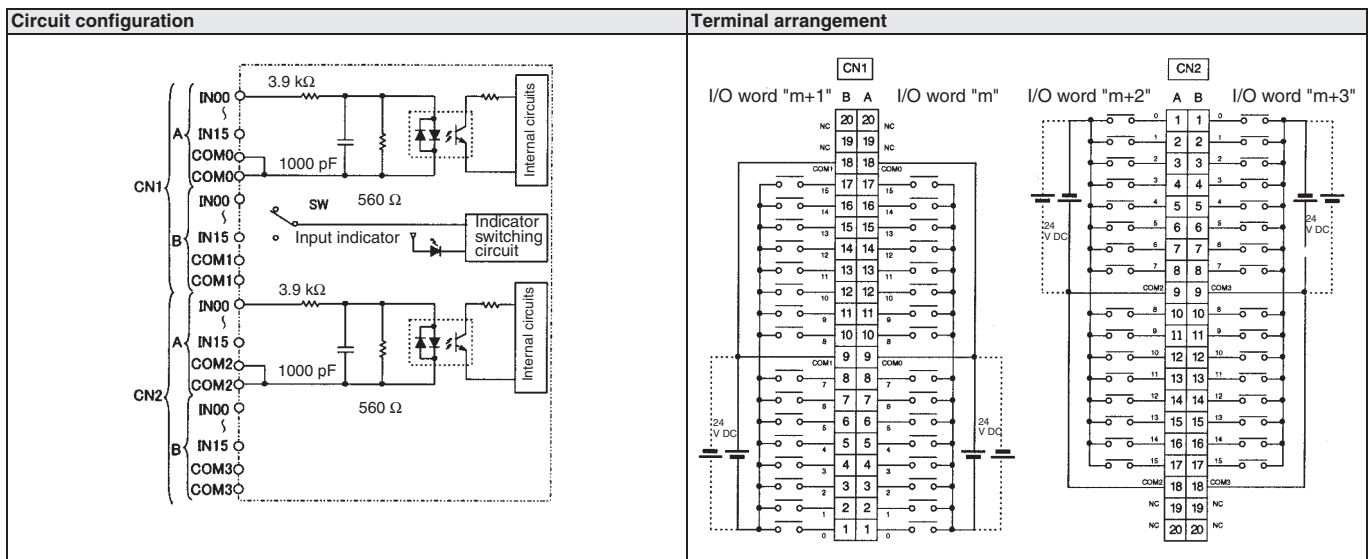 Circuit configuration
CN1
A
IN00
IN15
COM0
COM0
B
IN00
IN15
COM1
COM1
CN2
A
IN00
IN15
COM2
COM2
B
IN00
IN15
COM3
COM3
3.9 kΩ
1000 pF
560 Ω
Internal circuits
SW
Input indicator
Indicator
switching
circuit
3.9 kΩ
1000 pF
560 Ω
Internal circuits
Terminal arrangement
CN1
I/O word "m+1" B A I/O word "m"
NC 20 20 NC
NC 19 19 NC
COM1 18 18 COM0
15 17 17 15
14 16 16 14
13 15 15 13
12 14 14 12
11 13 13 11
10 12 12 10
9 11 11 9
8 10 10 8
COM1 9 9 COM0
7 8 8 7
6 7 7 6
5 6 6 5
4 5 5 4
3 4 4 3
2 3 3 2
1 2 2 1
0 1 1 0
24
V DC
24
V DC
CN2
I/O word "m+2" A B I/O word "m+3"
0 1 1 0
1 2 2 1
2 3 3 2
3 4 4 3
4 5 5 4
5 6 6 5
6 7 7 6
7 8 8 7
COM2 9 9 COM3
8 10 10 8
9 11 11 9
10 12 12 10
11 13 13 11
12 14 14 12
13 15 15 13
14 16 16 14
15 17 17 15
COM2 18 18 COM3
NC 19 19 NC
NC 20 20 NC
24
V DC
24
V DC